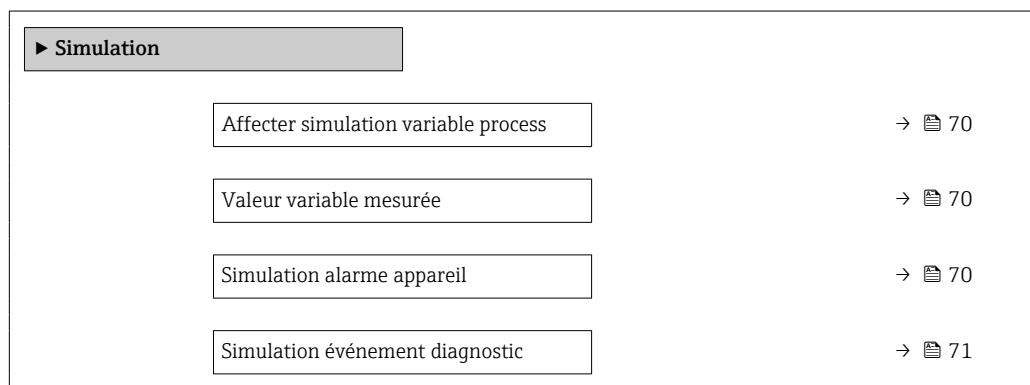 ▶ Simulation
Affecter simulation variable process → 70
Valeur variable mesurée → 70
Simulation alarme appareil → 70
Simulation événement diagnostic → 71